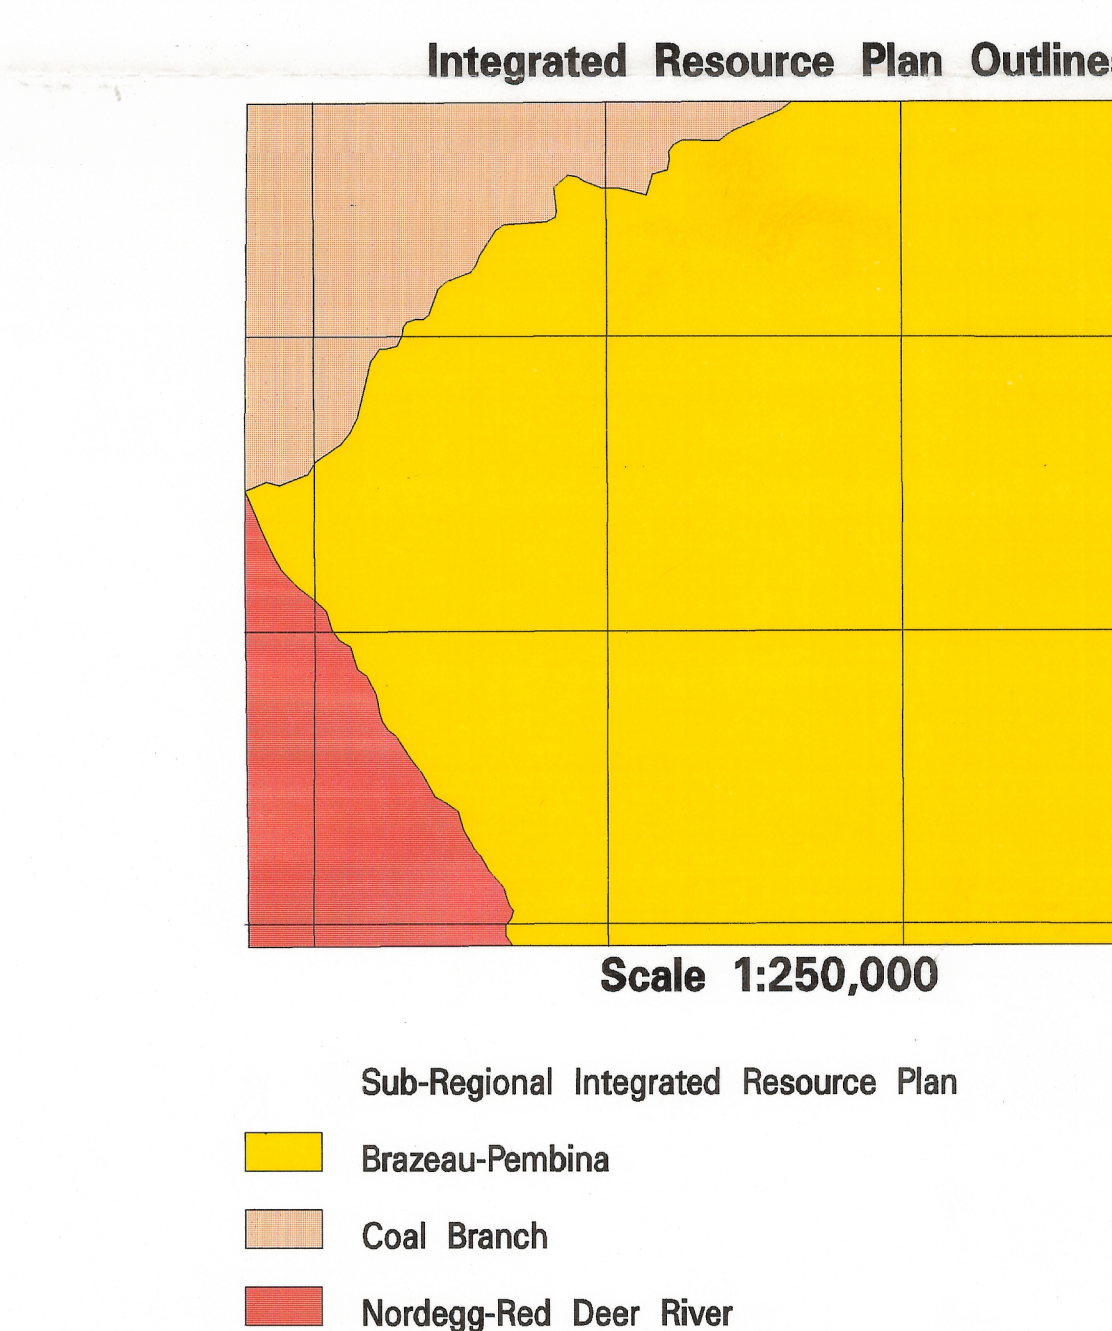 Integrated Resource Plan Outlines
Scale 1:250,000
Sub-Regional Integrated Resource Plan
Brazeau-Pembina
Coal Branch
Nordegg-Red Deer River